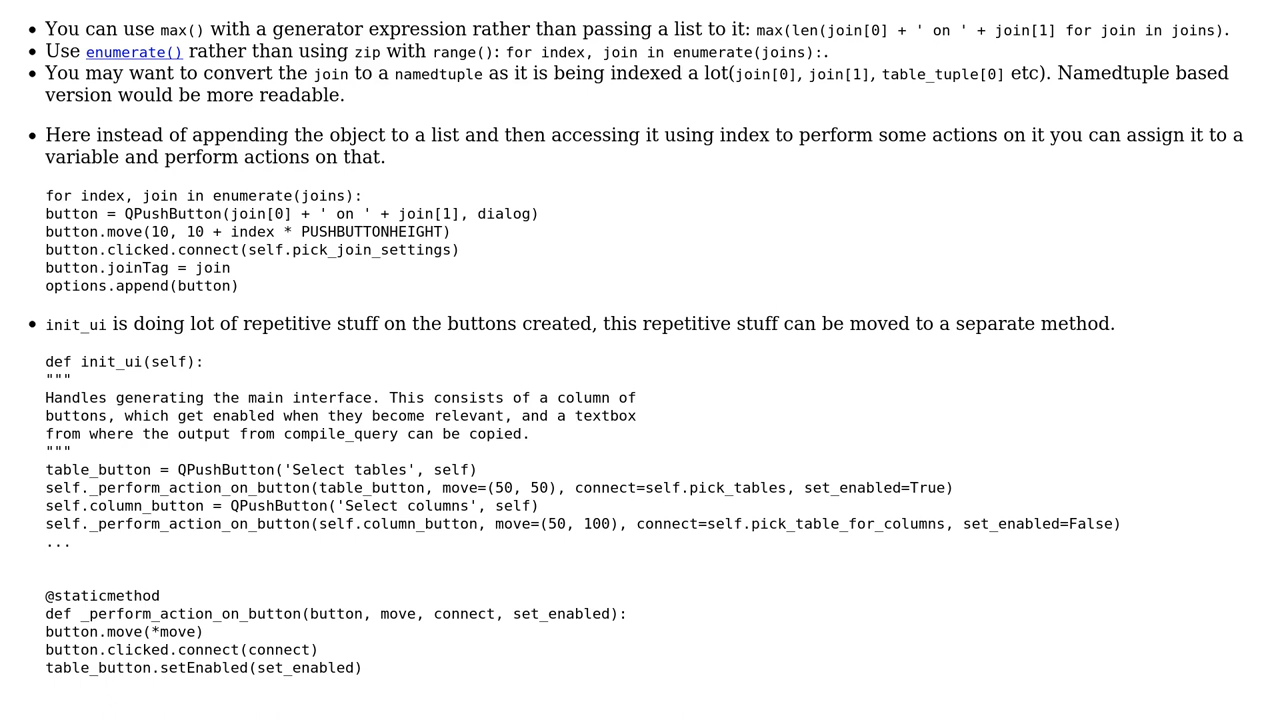 • You can use max() with a generator expression rather than passing a list to it: max(len(join[0] + ' on ' + join[1] for join in joins).
• Use enumerate() rather than using zip with range(): for index, join in enumerate(joins):.
• You may want to convert the join to a namedtuple as it is being indexed a lot(join[0], join[1], table_tuple[0] etc). Namedtuple based
version would be more readable.
• Here instead of appending the object to a list and then accessing it using index to perform some actions on it you can assign it to a
variable and perform actions on that.
for index, join in enumerate(joins):
button = QPushButton(join[0] + ' on ' + join[1], dialog)
button.move(10, 10 + index * PUSHBUTTONHEIGHT)
button.clicked.connect(self.pick_join_settings)
button.joinTag = join
options.append(button)
• init_ui is doing lot of repetitive stuff on the buttons created, this repetitive stuff can be moved to a separate method.
def init_ui(self):
"""
Handles generating the main interface. This consists of a column of
buttons, which get enabled when they become relevant, and a textbox
from where the output from compile_query can be copied.
"""
table_button = QPushButton('Select tables', self)
self._perform_action_on_button(table_button, move=(50, 50), connect=self.pick_tables, set_enabled=True)
self.column_button = QPushButton('Select columns', self)
self._perform_action_on_button(self.column_button, move=(50, 100), connect=self.pick_table_for_columns, set_enabled=False)
...
@staticmethod
def _perform_action_on_button(button, move, connect, set_enabled):
button.move(*move)
button.clicked.connect(connect)
table_button.setEnabled(set_enabled)